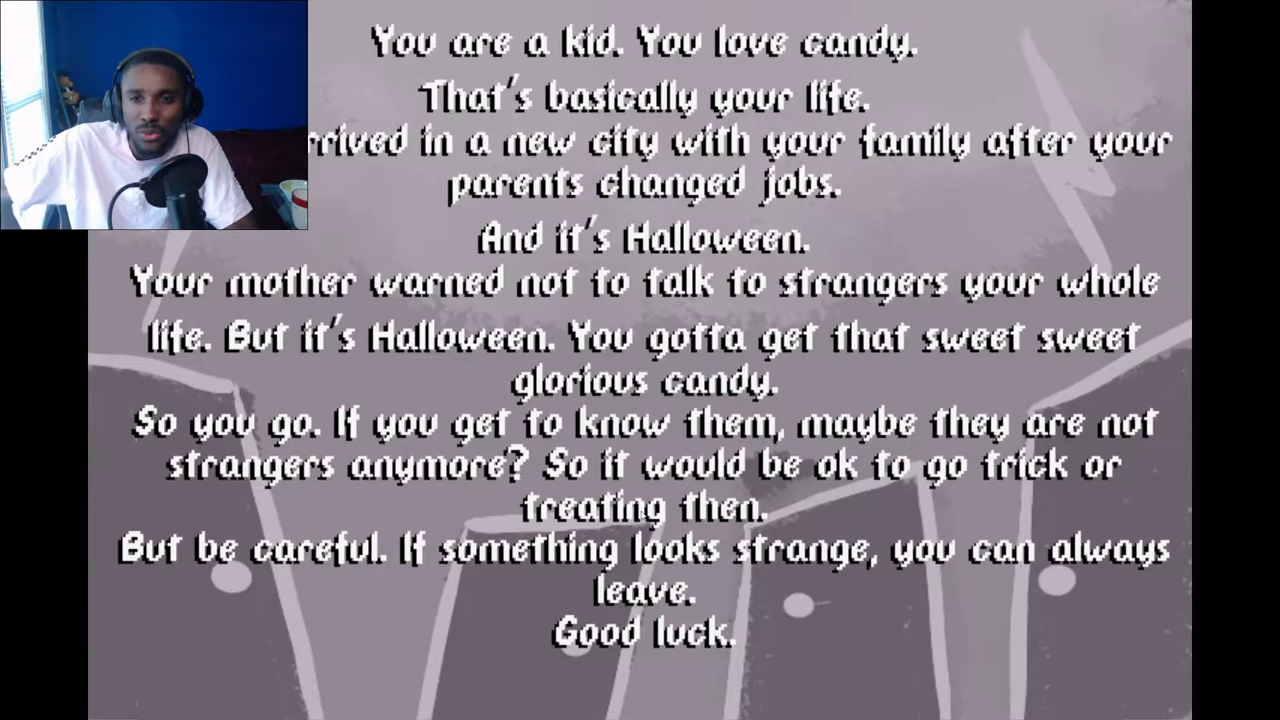 You are a kid. You love candy.
That's basically your life.
in a new city with your family after your
parents changed jobs.
And it's Halloween.
Your mother warned not to talk to strangers your whole
life. But it's Halloween. You gotta get that sweet sweet
glorious candy.
So you go. If you get to know them, maybe they are not
strangers anymore? So it would be ok to go trick or
treating then.
But be careful. If something looks strange, you can always
leave.
Good luck.